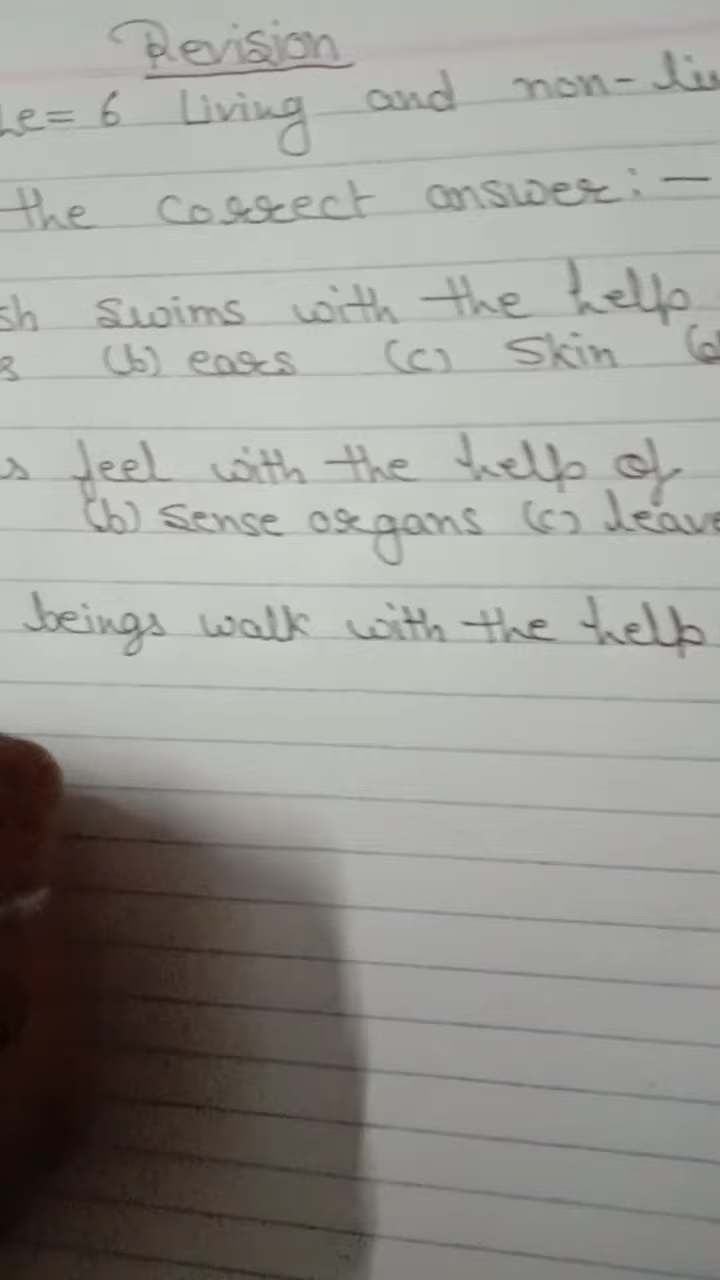 Revision
Le= 6 Living and non-liv
the correct answer:-
sh swims with the help
s (b) ears (c) Skin (d
s feel with the help of
(b) Sense organs (c) leave
beings walk with the help